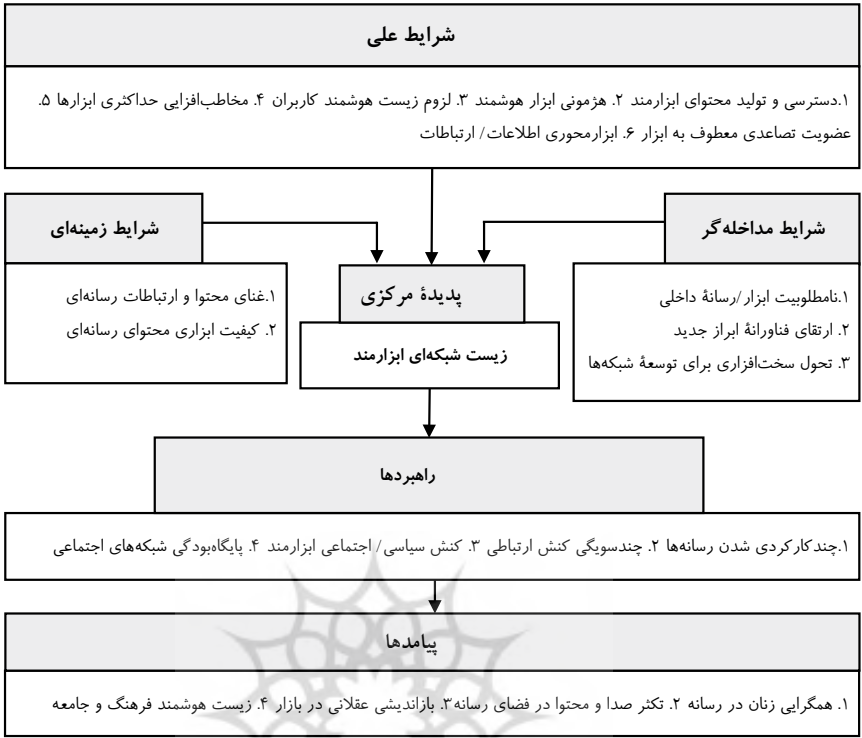 شرایط علی
۱.دسترسی و تولید محتوای ابزارمند ۲. هژمونی ابزار هوشمند ۳. لزوم زیست هوشمند کاربران ۴. مخاطب‌افزایی حداکثری ابزارها ۵.
عضویت تصاعدی معطوف به ابزار ۶. ابزارمحوری اطلاعات/ ارتباطات
شرایط مداخله‌گر
۱.نامطلوبیت ابزار/رسانۀ داخلی
۲. ارتقای فناورانۀ ابراز جدید
۳. تحول سخت‌افزاری برای توسعۀ شبکه‌ها
پدیدۀ مرکزی
زیست شبکه‌ای ابزارمند
شرایط زمینه‌ای
۱.غنای محتوا و ارتباطات رسانه‌ای
۲. کیفیت ابزاری محتوای رسانه‌ای
راهبردها
۱.چندکارکردی شدن رسانه‌ها ۲. چندسویگی کنش ارتباطی ۳. کنش سیاسی/ اجتماعی ابزارمند ۴. پایگاه‌بودگی شبکه‌های اجتماعی
پیامدها
۱. همگرایی زنان در رسانه ۲. تکثر صدا و محتوا در فضای رسانه۳. بازاندیشی عقلانی در بازار ۴. زیست هوشمند فرهنگ و جامعه